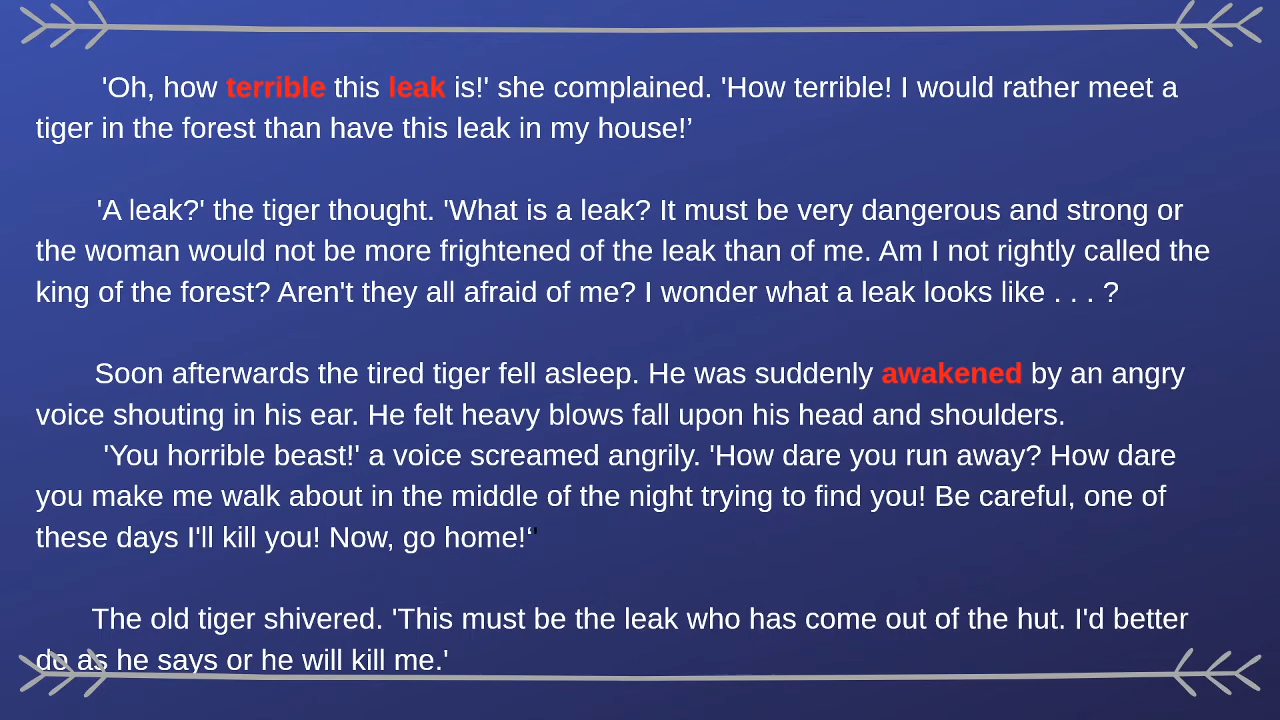 'Oh, how terrible this leak is!' she complained. 'How terrible! I would rather meet a
tiger in the forest than have this leak in my house!’
'A leak?' the tiger thought. 'What is a leak? It must be very dangerous and strong or
the woman would not be more frightened of the leak than of me. Am I not rightly called the
king of the forest? Aren't they all afraid of me? I wonder what a leak looks like . . . ?
Soon afterwards the tired tiger fell asleep. He was suddenly awakened by an angry
voice shouting in his ear. He felt heavy blows fall upon his head and shoulders.
'You horrible beast!' a voice screamed angrily. 'How dare you run away? How dare
you make me walk about in the middle of the night trying to find you! Be careful, one of
these days I'll kill you! Now, go home!‘'
The old tiger shivered. 'This must be the leak who has come out of the hut. I'd better
do as he says or he will kill me.'